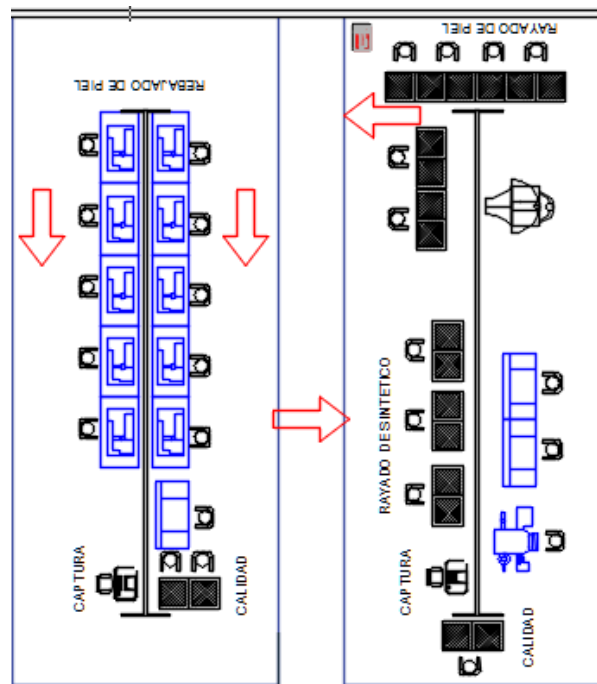 REBAJADO DE PIEL
CAPTURA
CALIDAD
RAYADO DE PIEL
RAYADO DE SINTETICO
CAPTURA
CALIDAD